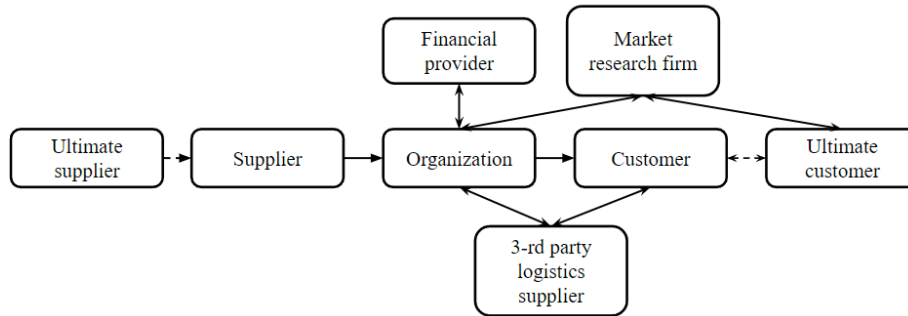 Financial
provider
Market
research firm
Ultimate
supplier
Supplier
Organization
Customer
Ultimate
customer
3-rd party
logistics
supplier